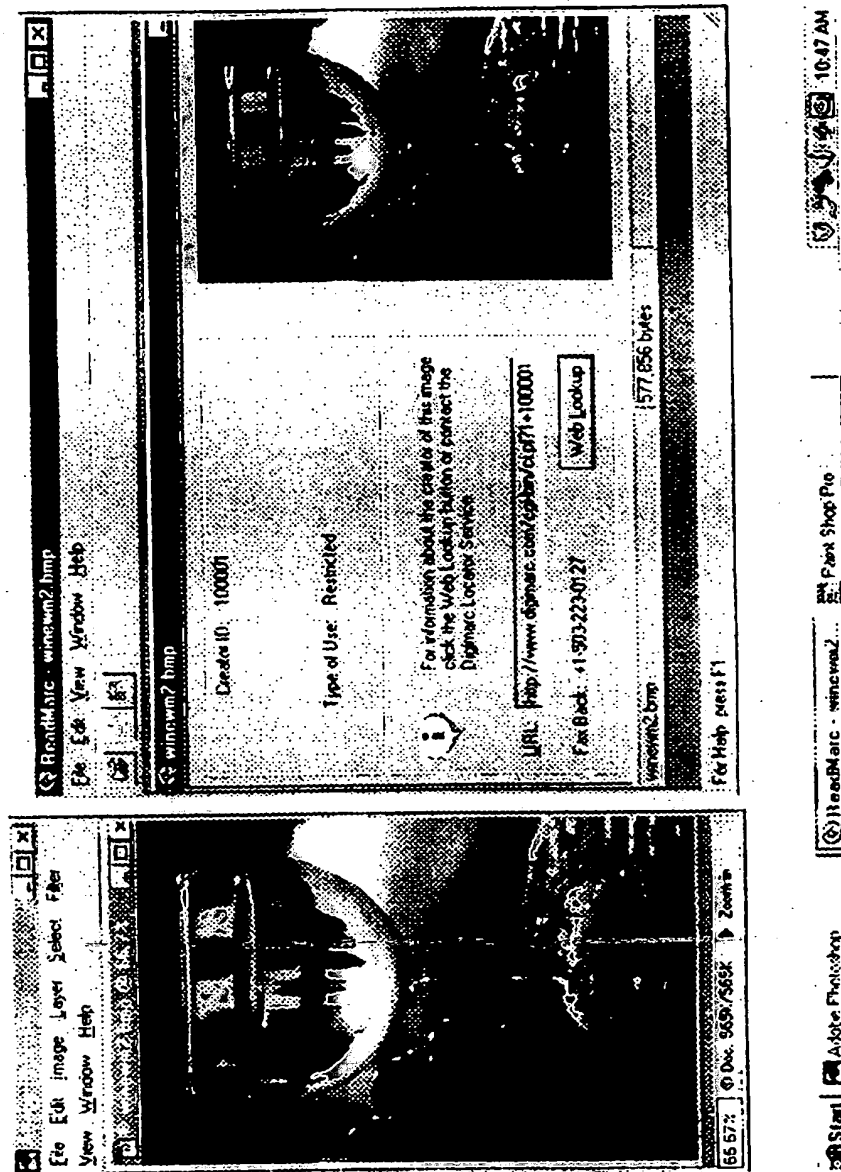 File Edit Image Layer Select Filter
View Window Help
66.67% Doc: 565K/565K Zoom in
ReadMarc - winewm2.bmp
File Edit View Window Help
winewm2.bmp
Creator ID: 100001
Type of Use: Restricted
For information about the creator of this image
click the Web Lookup button or contact the
Digimarc Locator Service.
URL: http://www.digimarc.com/cgi-bin/ci.pl?1+100001
Fax Back: +1-503-223-0127
Web Lookup
winewm2.bmp 577,856 bytes
For Help, press F1
Start Adobe Photoshop ReadMarc - winewm2... Paint Shop Pro 10:47 AM